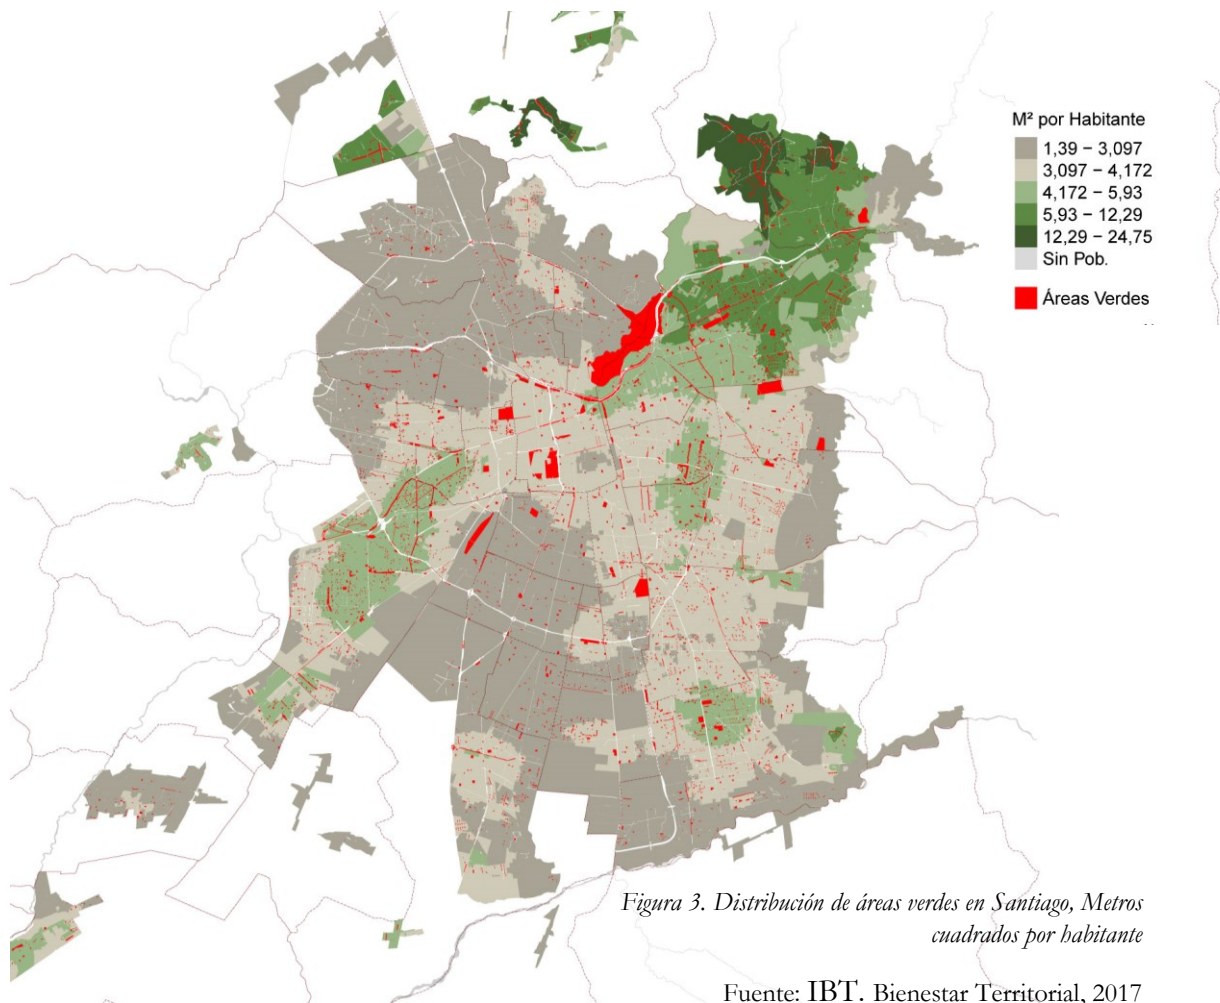 M² por Habitante
1,39 – 3,097
3,097 – 4,172
4,172 – 5,93
5,93 – 12,29
12,29 – 24,75
Sin Pob.
Áreas Verdes
Figura 3. Distribución de áreas verdes en Santiago, Metros
cuadrados por habitante
Fuente: IBT. Bienestar Territorial, 2017